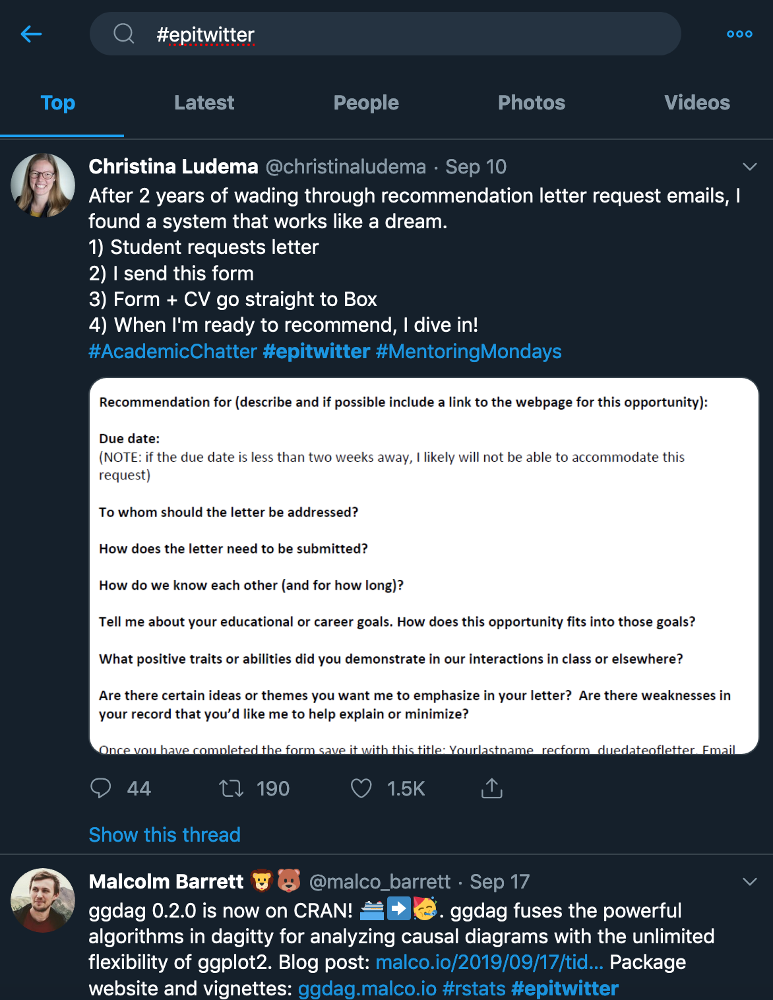 #epitwitter
Top Latest People Photos Videos
Christina Ludema @christinaludema · Sep 10
After 2 years of wading through recommendation letter request emails, I
found a system that works like a dream.
1) Student requests letter
2) I send this form
3) Form + CV go straight to Box
4) When I'm ready to recommend, I dive in!
#AcademicChatter #epitwitter #MentoringMondays
Recommendation for (describe and if possible include a link to the webpage for this opportunity):
Due date:
(NOTE: if the due date is less than two weeks away, I likely will not be able to accommodate this
request)
To whom should the letter be addressed?
How does the letter need to be submitted?
How do we know each other (and for how long)?
Tell me about your educational or career goals. How does this opportunity fits into those goals?
What positive traits or abilities did you demonstrate in our interactions in class or elsewhere?
Are there certain ideas or themes you want me to emphasize in your letter? Are there weaknesses in
your record that you'd like me to help explain or minimize?
Once you have completed the form save it with this title: Yourlastname_recform_duedateofletter. Email
44 190 1.5K
Show this thread
Malcolm Barrett 🦁🐻 @malco_barrett · Sep 17
ggdag 0.2.0 is now on CRAN! 🛳➡️🥳. ggdag fuses the powerful
algorithms in dagitty for analyzing causal diagrams with the unlimited
flexibility of ggplot2. Blog post: malco.io/2019/09/17/tid... Package
website and vignettes: ggdag.malco.io #rstats #epitwitter